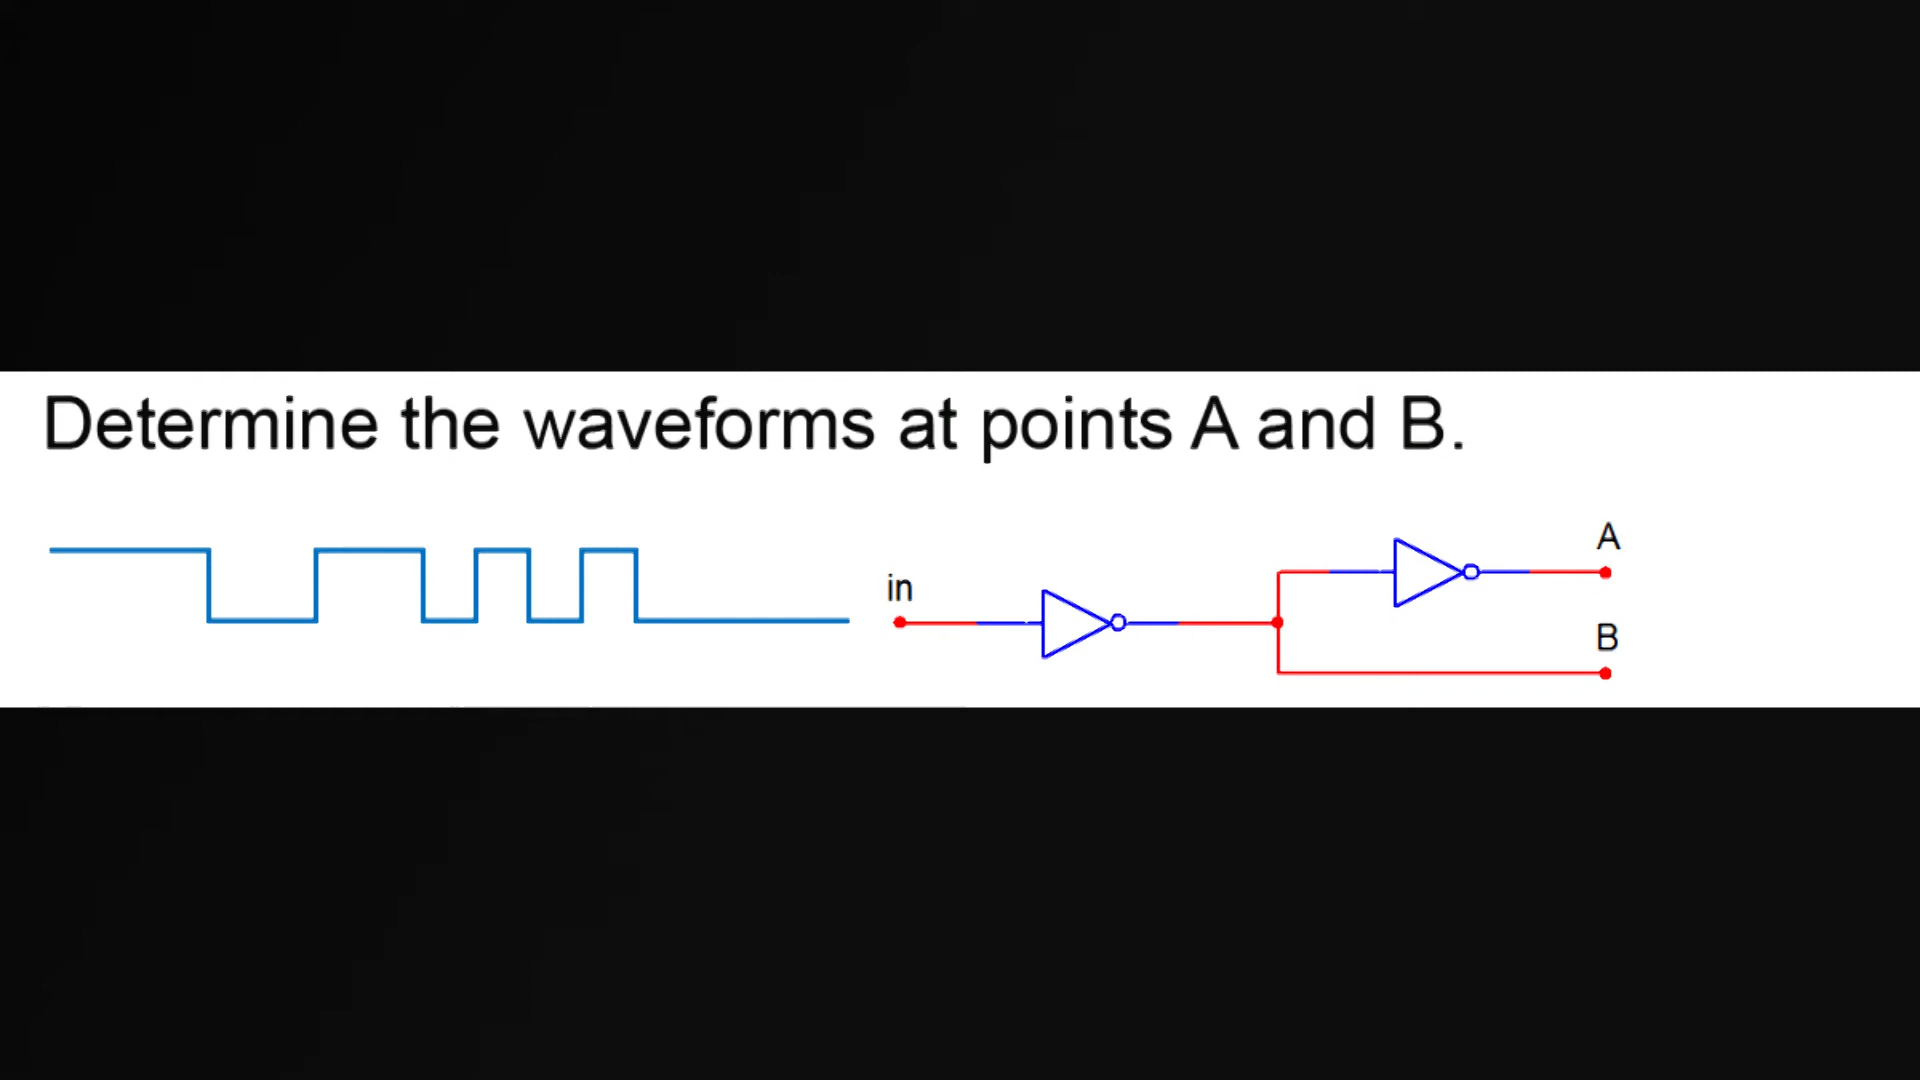 Determine the waveforms at points A and B.
in
A
B